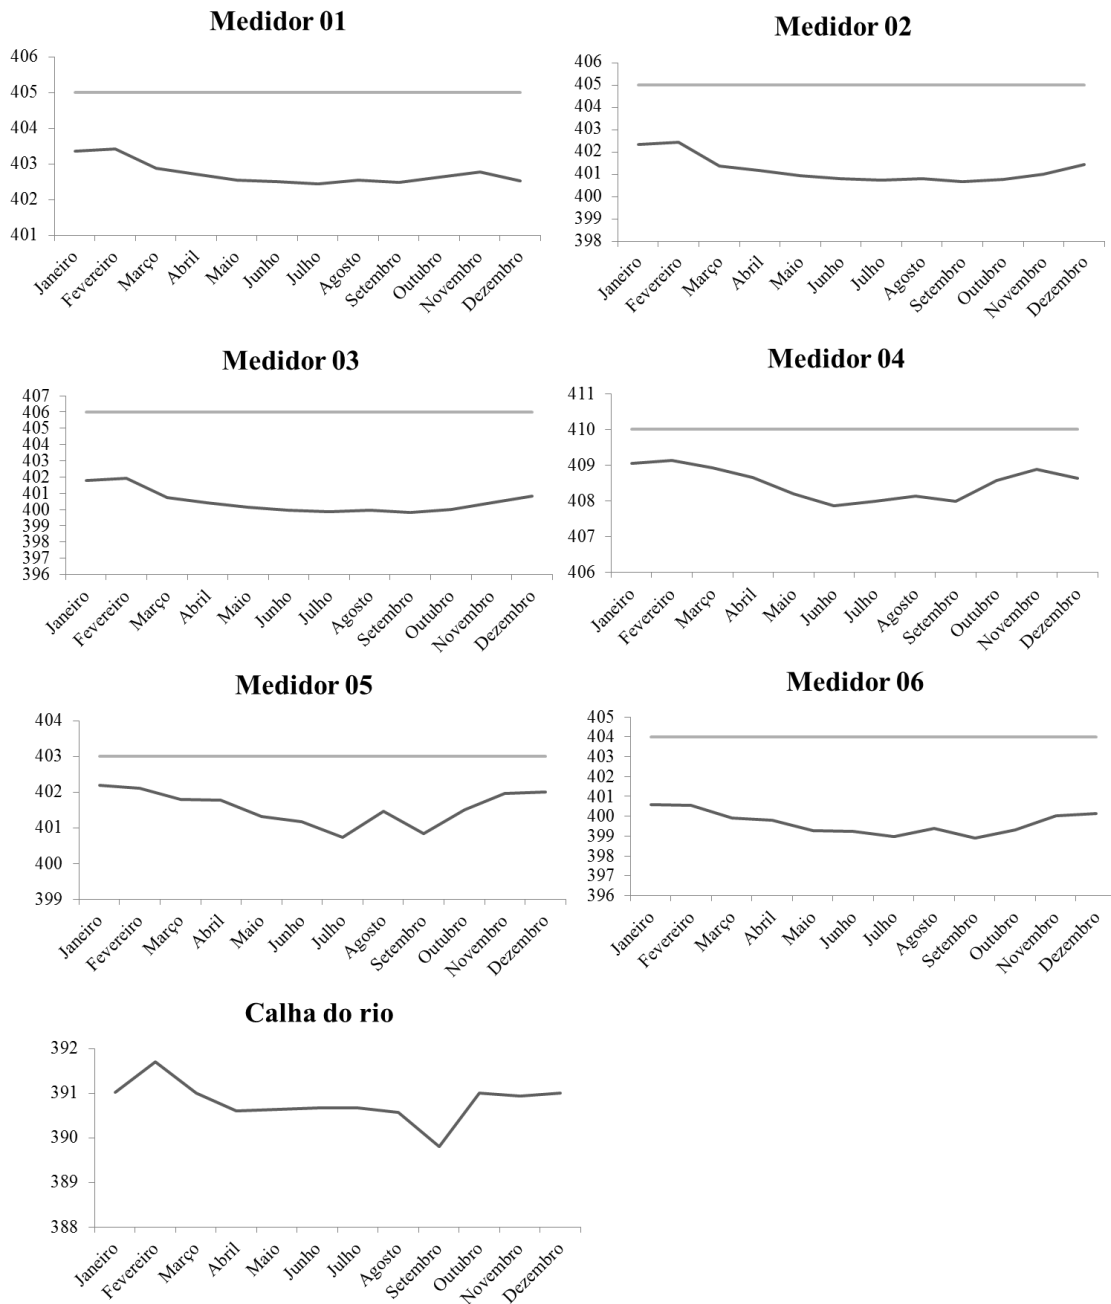 Medidor 01
406
405
404
403
402
401
Janeiro
Fevereiro
Março
Abril
Maio
Junho
Julho
Agosto
Setembro
Outubro
Novembro
Dezembro
Medidor 02
406
405
404
403
402
401
400
399
398
Janeiro
Fevereiro
Março
Abril
Maio
Junho
Julho
Agosto
Setembro
Outubro
Novembro
Dezembro
Medidor 03
407
406
405
404
403
402
401
400
399
398
397
396
Janeiro
Fevereiro
Março
Abril
Maio
Junho
Julho
Agosto
Setembro
Outubro
Novembro
Dezembro
Medidor 04
411
410
409
408
407
406
Janeiro
Fevereiro
Março
Abril
Maio
Junho
Julho
Agosto
Setembro
Outubro
Novembro
Dezembro
Medidor 05
404
403
402
401
400
399
Janeiro
Fevereiro
Março
Abril
Maio
Junho
Julho
Agosto
Setembro
Outubro
Novembro
Dezembro
Medidor 06
405
404
403
402
401
400
399
398
397
396
Janeiro
Fevereiro
Março
Abril
Maio
Junho
Julho
Agosto
Setembro
Outubro
Novembro
Dezembro
Calha do rio
392
391
390
389
388
Janeiro
Fevereiro
Março
Abril
Maio
Junho
Julho
Agosto
Setembro
Outubro
Novembro
Dezembro